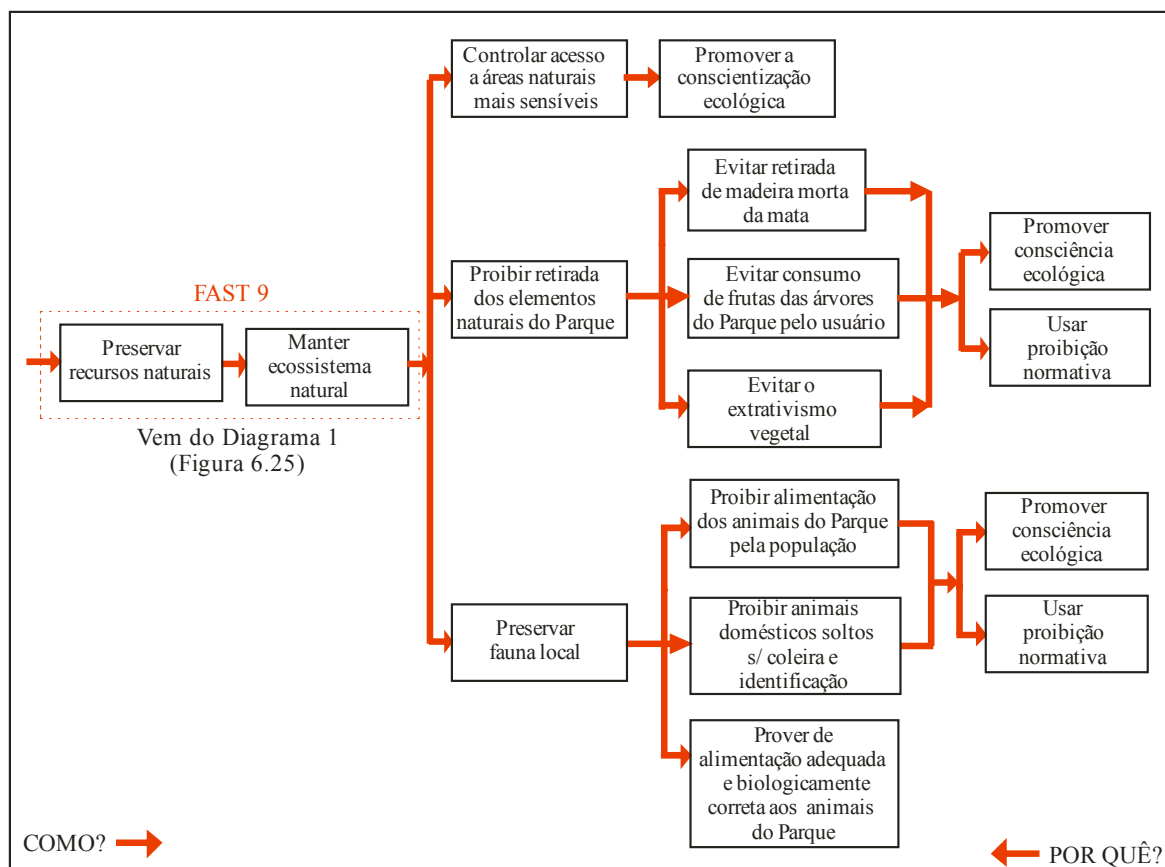 Controlar acesso
a áreas naturais
mais sensíveis
Promover a
conscientização
ecológica
Evitar retirada
de madeira morta
da mata
Promover
consciência
ecológica
FAST 9
Proibir retirada
dos elementos
naturais do Parque
Evitar consumo
de frutas das árvores
do Parque pelo usuário
Preservar
recursos naturais
Manter
ecossistema
natural
Usar
proibição
normativa
Vem do Diagrama 1
(Figura 6.25)
Evitar o
extrativismo
vegetal
Proibir alimentação
dos animais do Parque
pela população
Promover
consciência
ecológica
Preservar
fauna local
Proibir animais
domésticos soltos
s/ coleira e
identificação
Usar
proibição
normativa
Prover de
alimentação adequada
e biologicamente
correta aos animais
do Parque
COMO?
POR QUÊ?